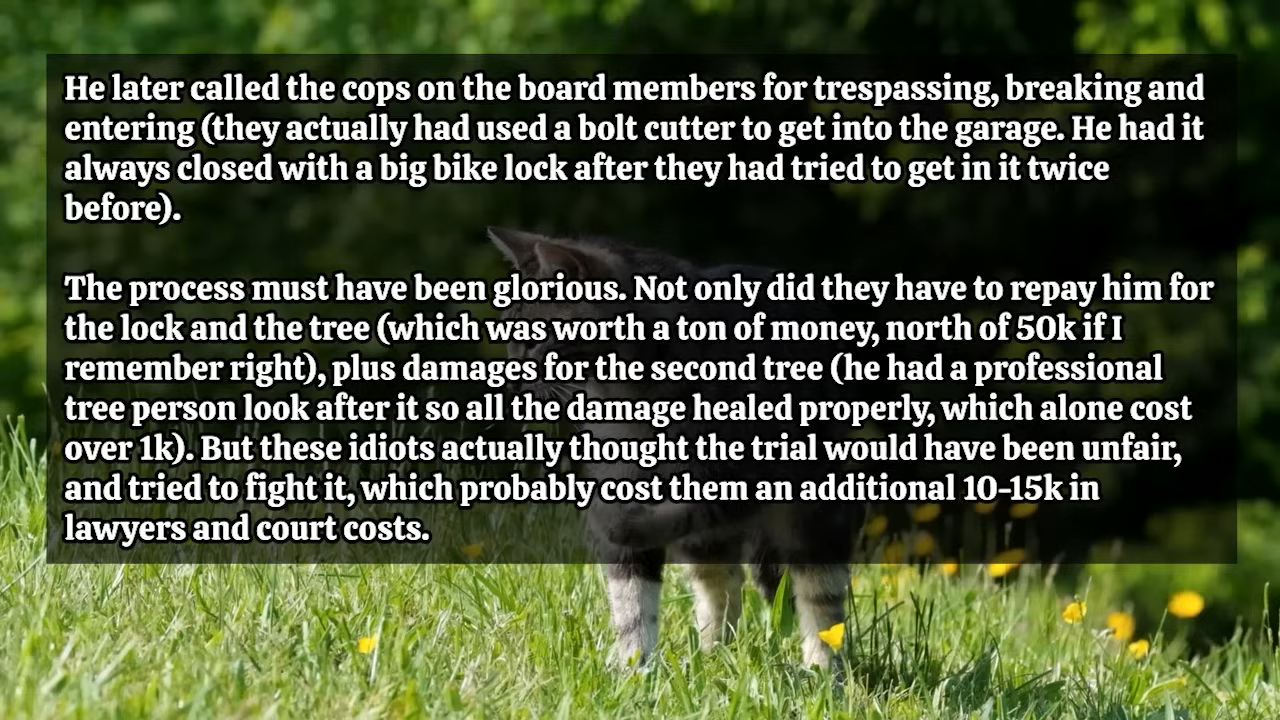 He later called the cops on the board members for trespassing, breaking and
entering (they actually had used a bolt cutter to get into the garage. He had it
always closed with a big bike lock after they had tried to get in it twice
before).
The process must have been glorious. Not only did they have to repay him for
the lock and the tree (which was worth a ton of money, north of 50k if I
remember right), plus damages for the second tree (he had a professional
tree person look after it so all the damage healed properly, which alone cost
over 1k). But these idiots actually thought the trial would have been unfair,
and tried to fight it, which probably cost them an additional 10-15k in
lawyers and court costs.